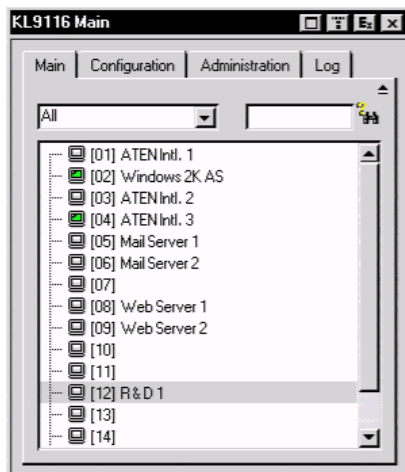 KL9116 Main
Main Configuration Administration Log
All
[01] ATEN Intl. 1
[02] Windows 2K AS
[03] ATEN Intl. 2
[04] ATEN Intl. 3
[05] Mail Server 1
[06] Mail Server 2
[07]
[08] Web Server 1
[09] Web Server 2
[10]
[11]
[12] R&D 1
[13]
[14]